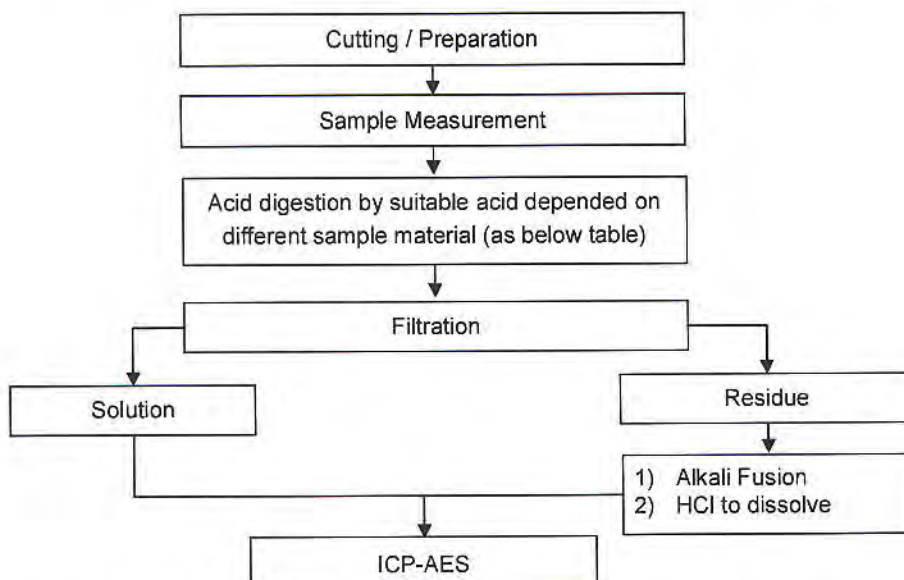 Cutting / Preparation
Sample Measurement
Acid digestion by suitable acid depended on
different sample material (as below table)
Filtration
Solution
Residue
1) Alkali Fusion
2) HCl to dissolve
ICP-AES